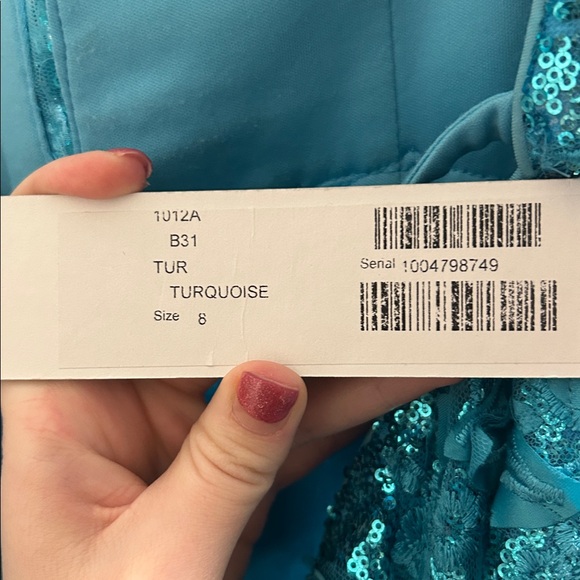 1012A
B31
TUR
TURQUOISE
Size 8
Serial 1004798749